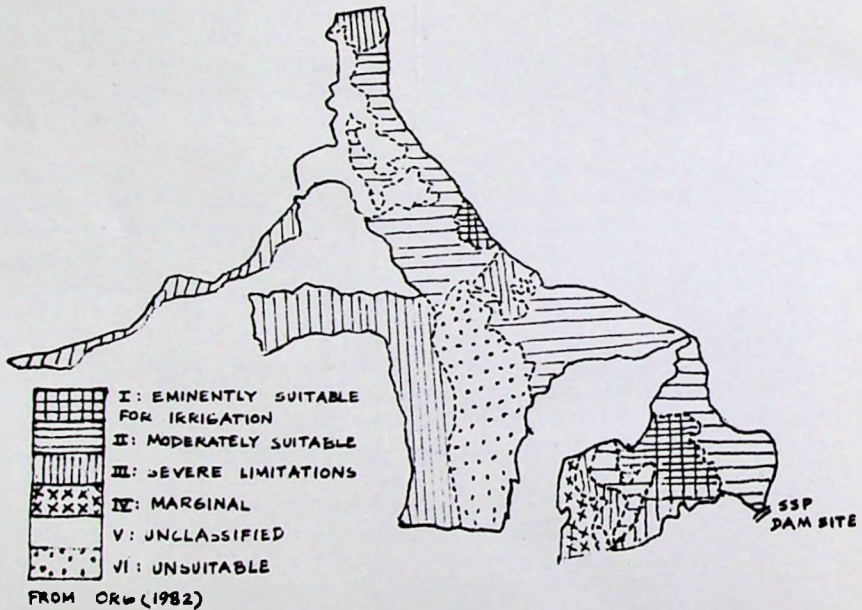 I: EMINENTLY SUITABLE
FOR IRRIGATION
II: MODERATELY SUITABLE
III: SEVERE LIMITATIONS
IV: MARGINAL
V: UNCLASSIFIED
VI: UNSUITABLE
FROM ORG (1982)
SSP
DAM SITE